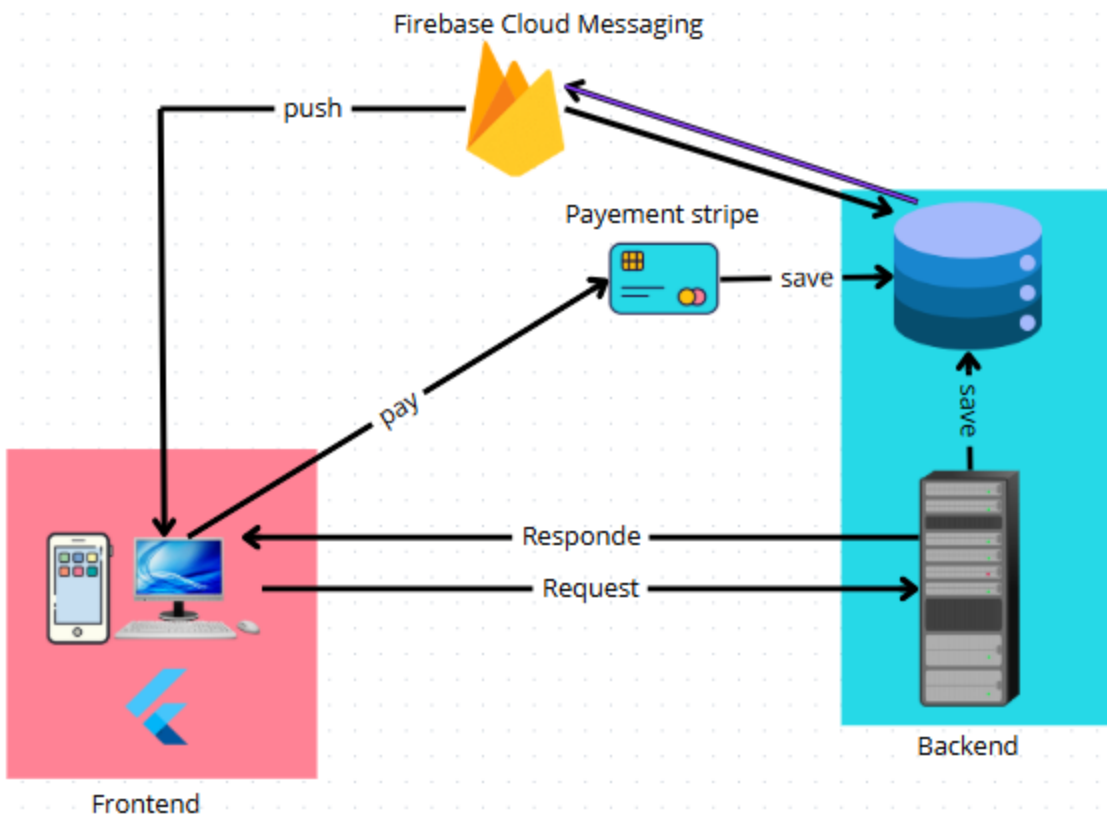 Firebase Cloud Messaging
push
Payement stripe
save
pay
save
Responde
Request
Backend
Frontend